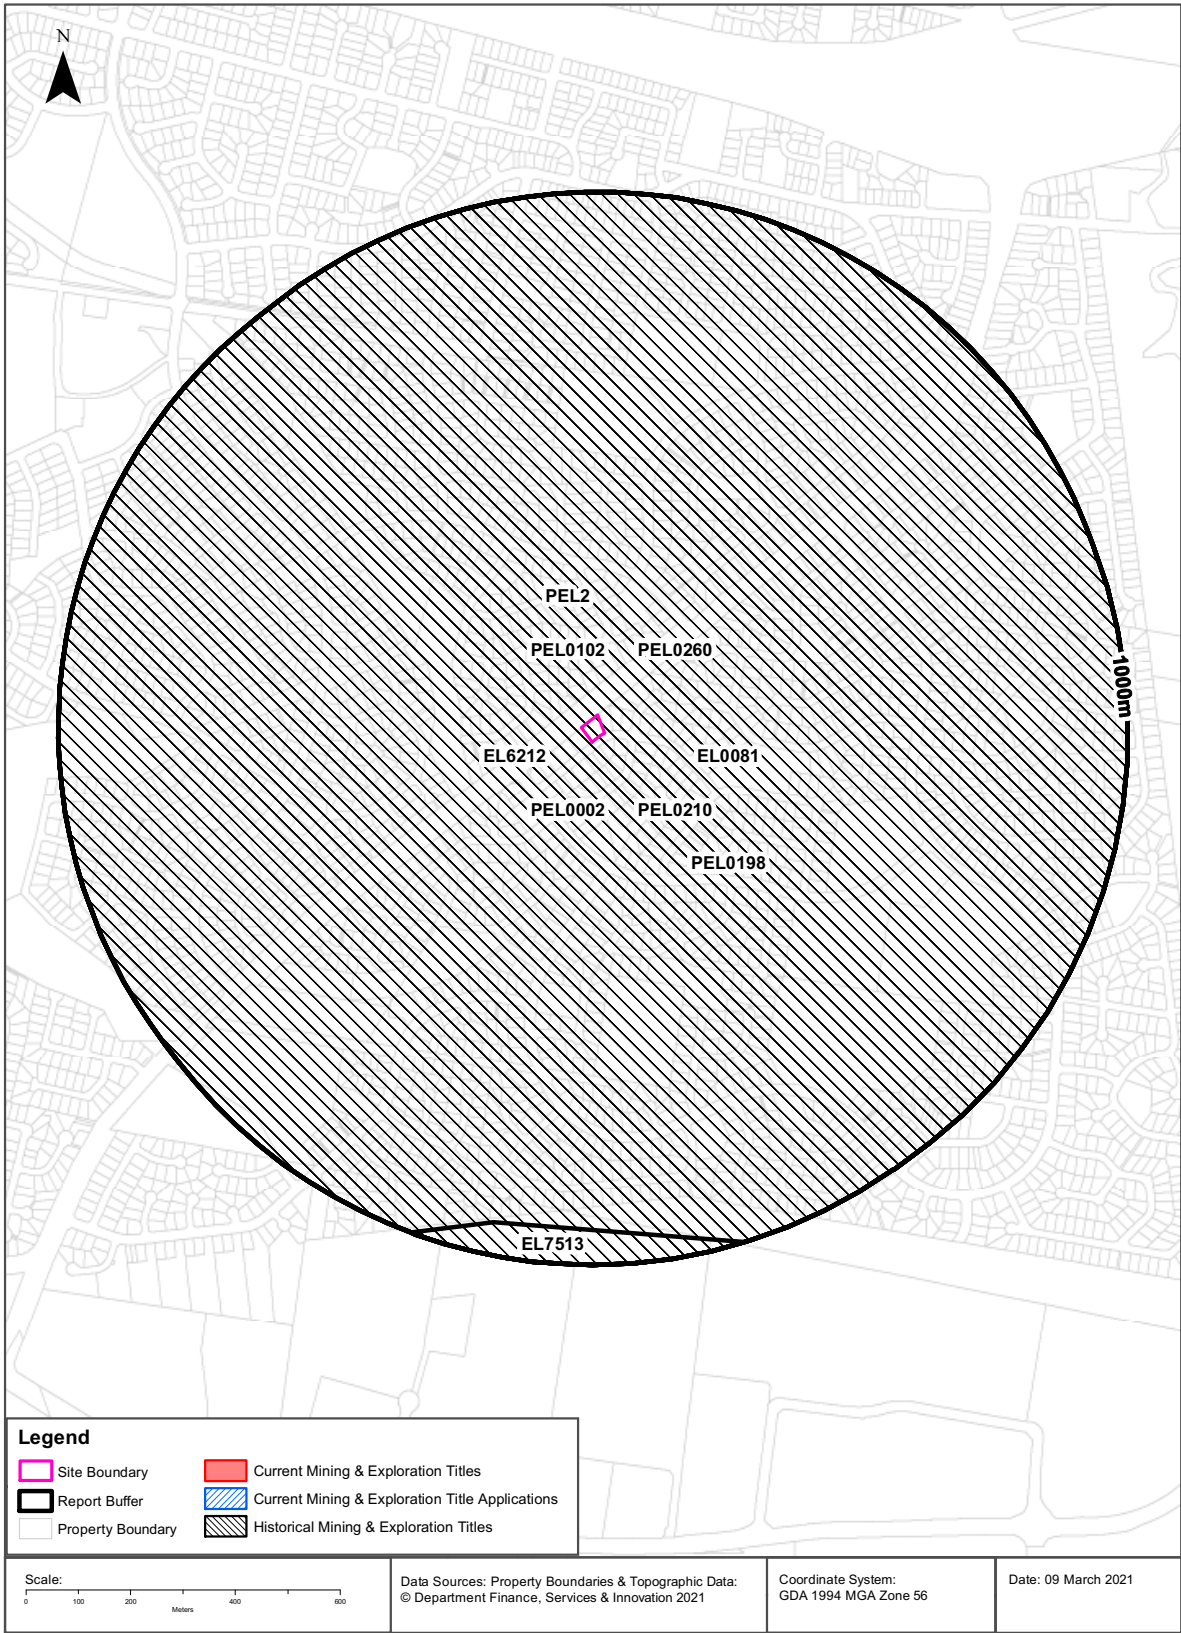 N
1000m
PEL2
PEL0102
PEL0260
EL6212
EL0081
PEL0002
PEL0210
PEL0198
EL7513
Legend
Site Boundary
Report Buffer
Property Boundary
Current Mining & Exploration Titles
Current Mining & Exploration Title Applications
Historical Mining & Exploration Titles
Scale:
0 100 200 400 600
Meters
Data Sources: Property Boundaries & Topographic Data:
© Department Finance, Services & Innovation 2021
Coordinate System:
GDA 1994 MGA Zone 56
Date: 09 March 2021